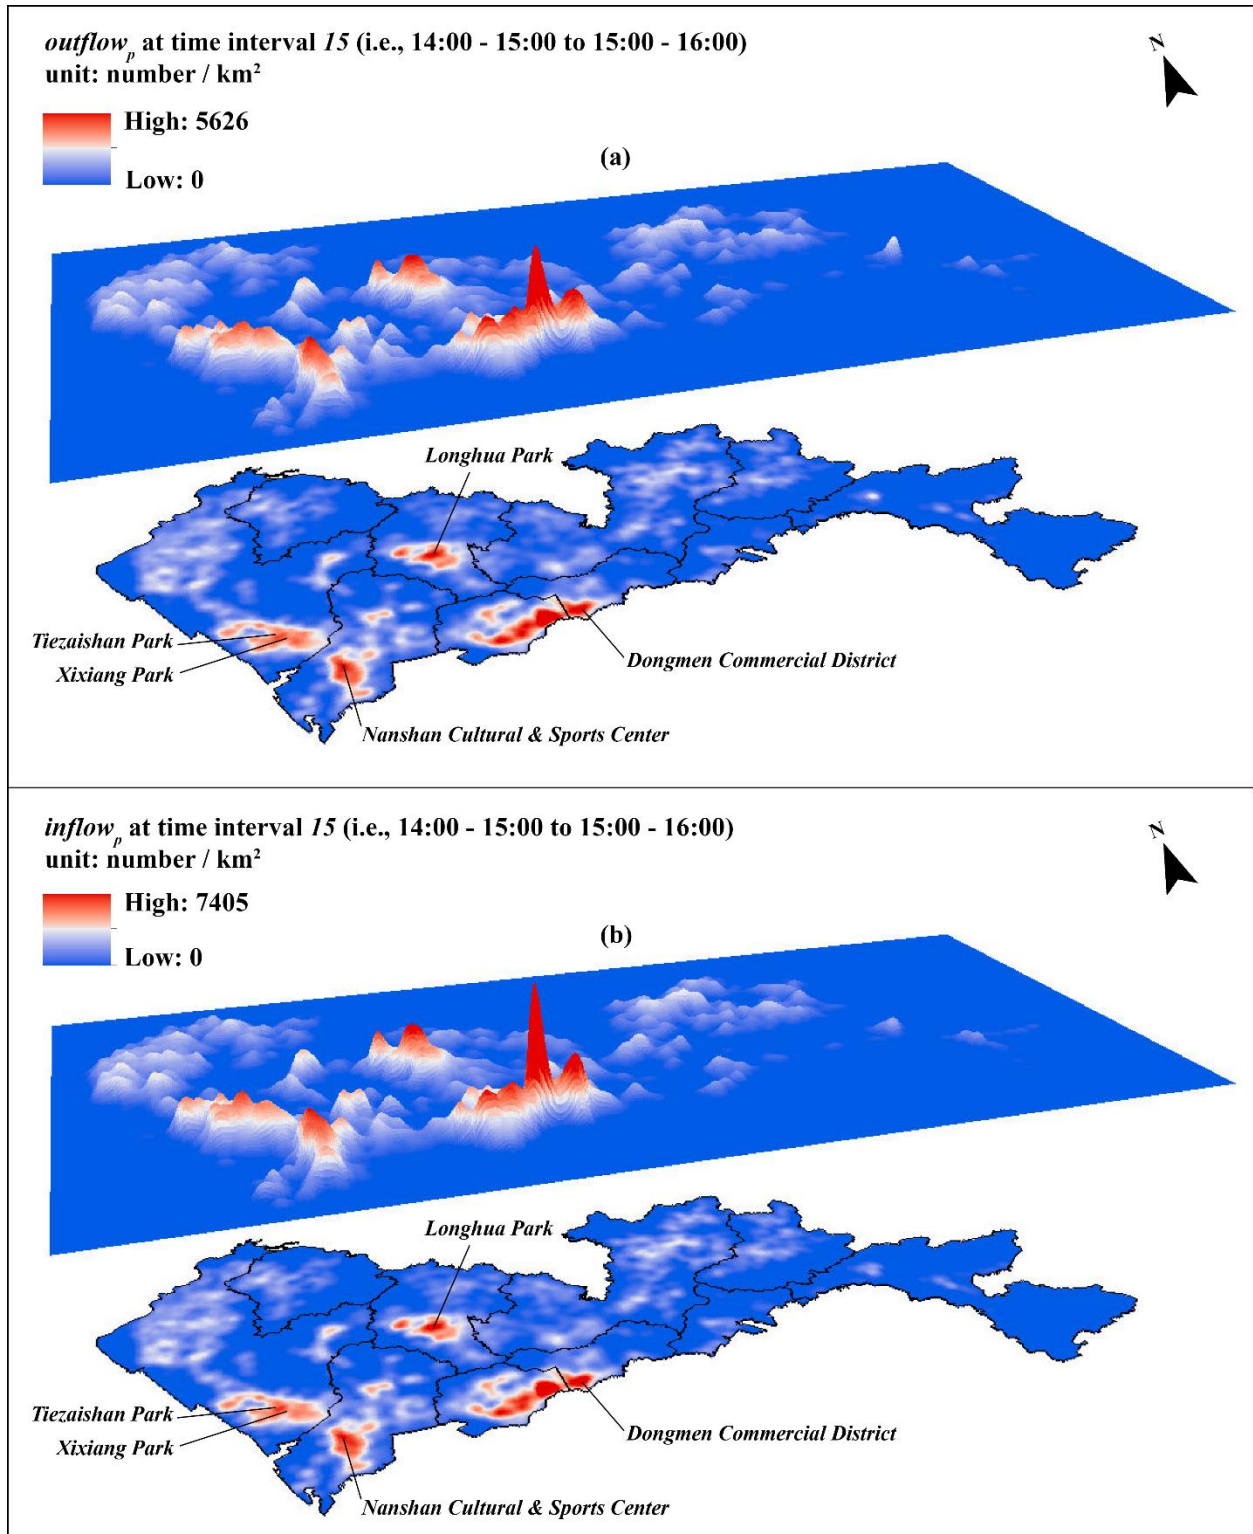 outflowₚ at time interval 15 (i.e., 14:00 - 15:00 to 15:00 - 16:00)
unit: number / km²
N
High: 5626
Low: 0
(a)
Longhua Park
Tiezaishan Park
Xixiang Park
Dongmen Commercial District
Nanshan Cultural & Sports Center
inflowₚ at time interval 15 (i.e., 14:00 - 15:00 to 15:00 - 16:00)
unit: number / km²
N
High: 7405
Low: 0
(b)
Longhua Park
Tiezaishan Park
Xixiang Park
Dongmen Commercial District
Nanshan Cultural & Sports Center